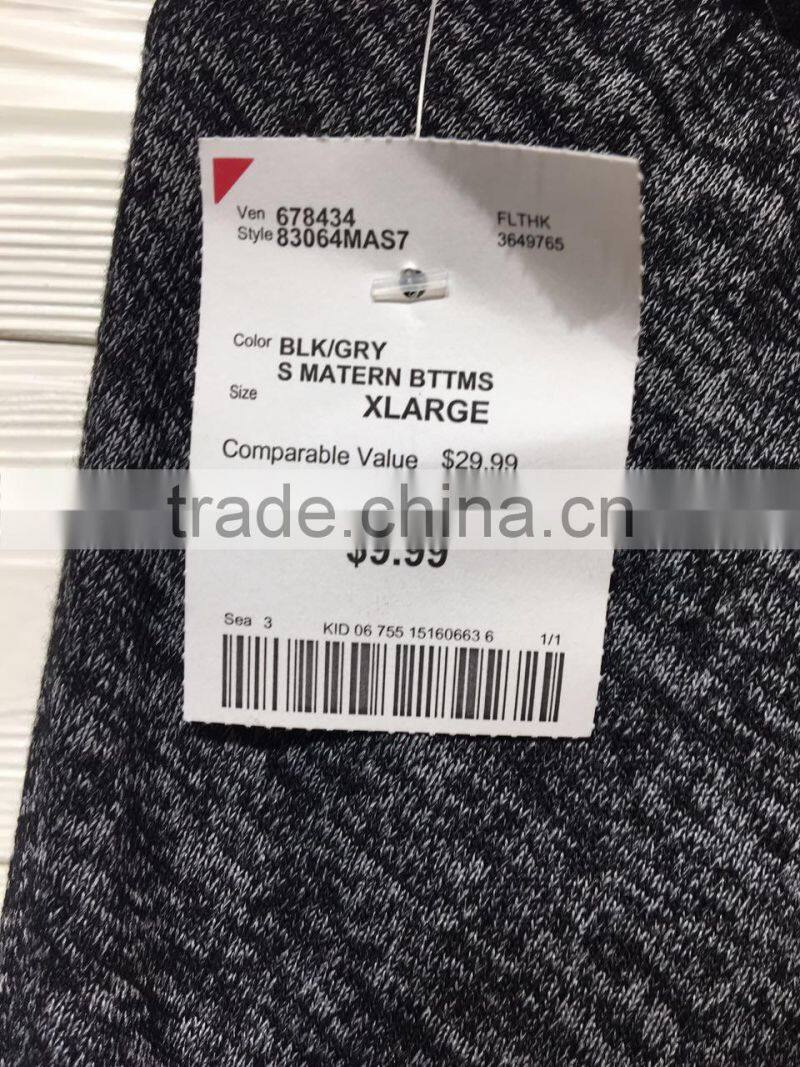 Ven 678434 FLTHK
Style 83064MAS7 3649765
Color BLK/GRY
S MATERN BTTMS
Size XLARGE
Comparable Value $29.99
trade.china.cn
$9.99
Sea 3 KID 06 755 15160663 6 1/1